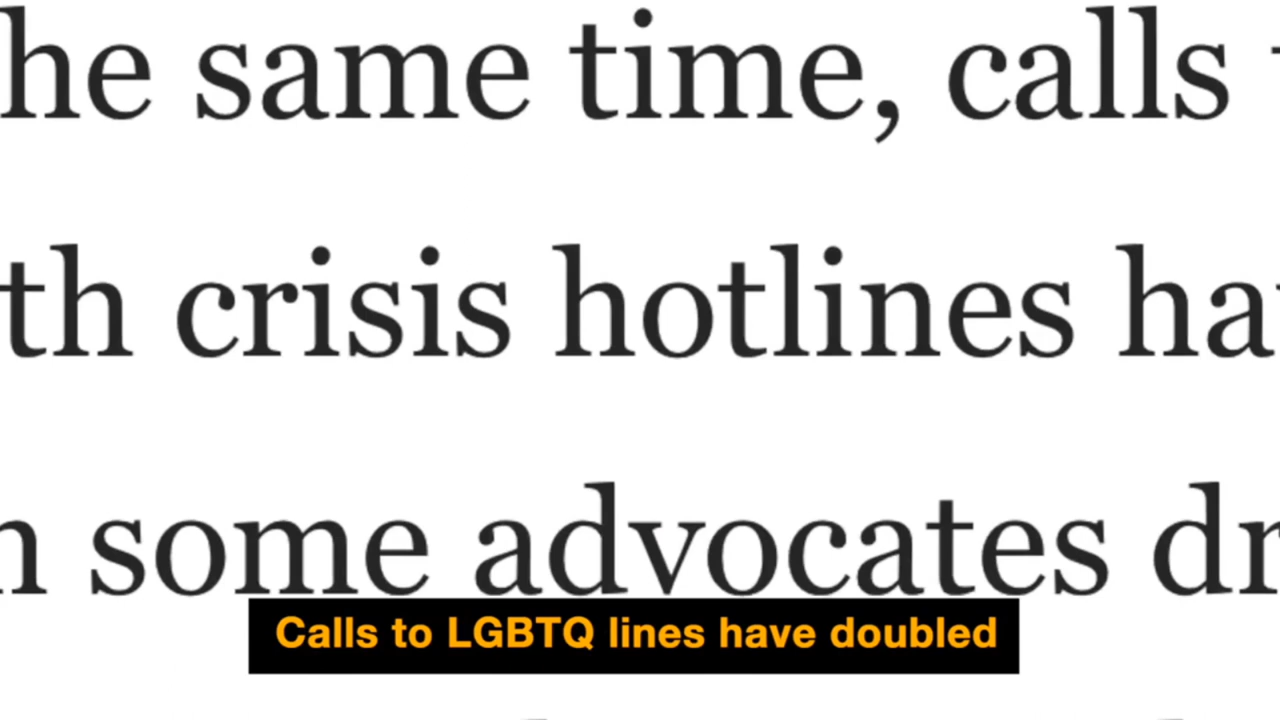 he same time, calls
th crisis hotlines ha
n some advocates dr
Calls to LGBTQ lines have doubled